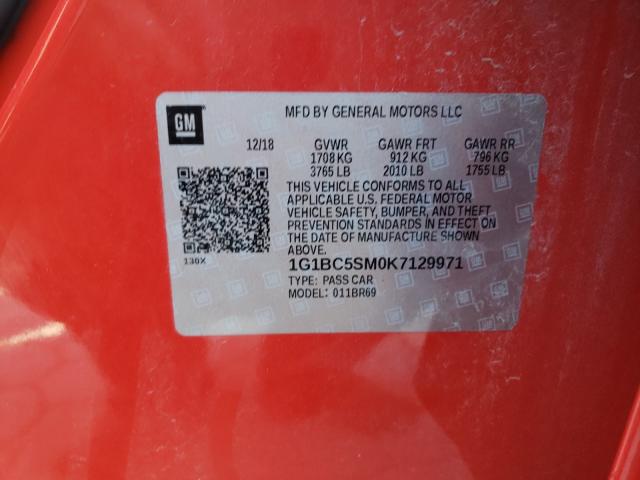 GM
MFD BY GENERAL MOTORS LLC
12/18 GVWR GAWR FRT GAWR RR
1708 KG 912 KG 796 KG
3765 LB 2010 LB 1755 LB
THIS VEHICLE CONFORMS TO ALL
APPLICABLE U.S. FEDERAL MOTOR
VEHICLE SAFETY, BUMPER, AND THEFT
PREVENTION STANDARDS IN EFFECT ON
THE DATE OF MANUFACTURE SHOWN
ABOVE.
130X
1G1BC5SM0K7129971
TYPE: PASS CAR
MODEL: 011BR69